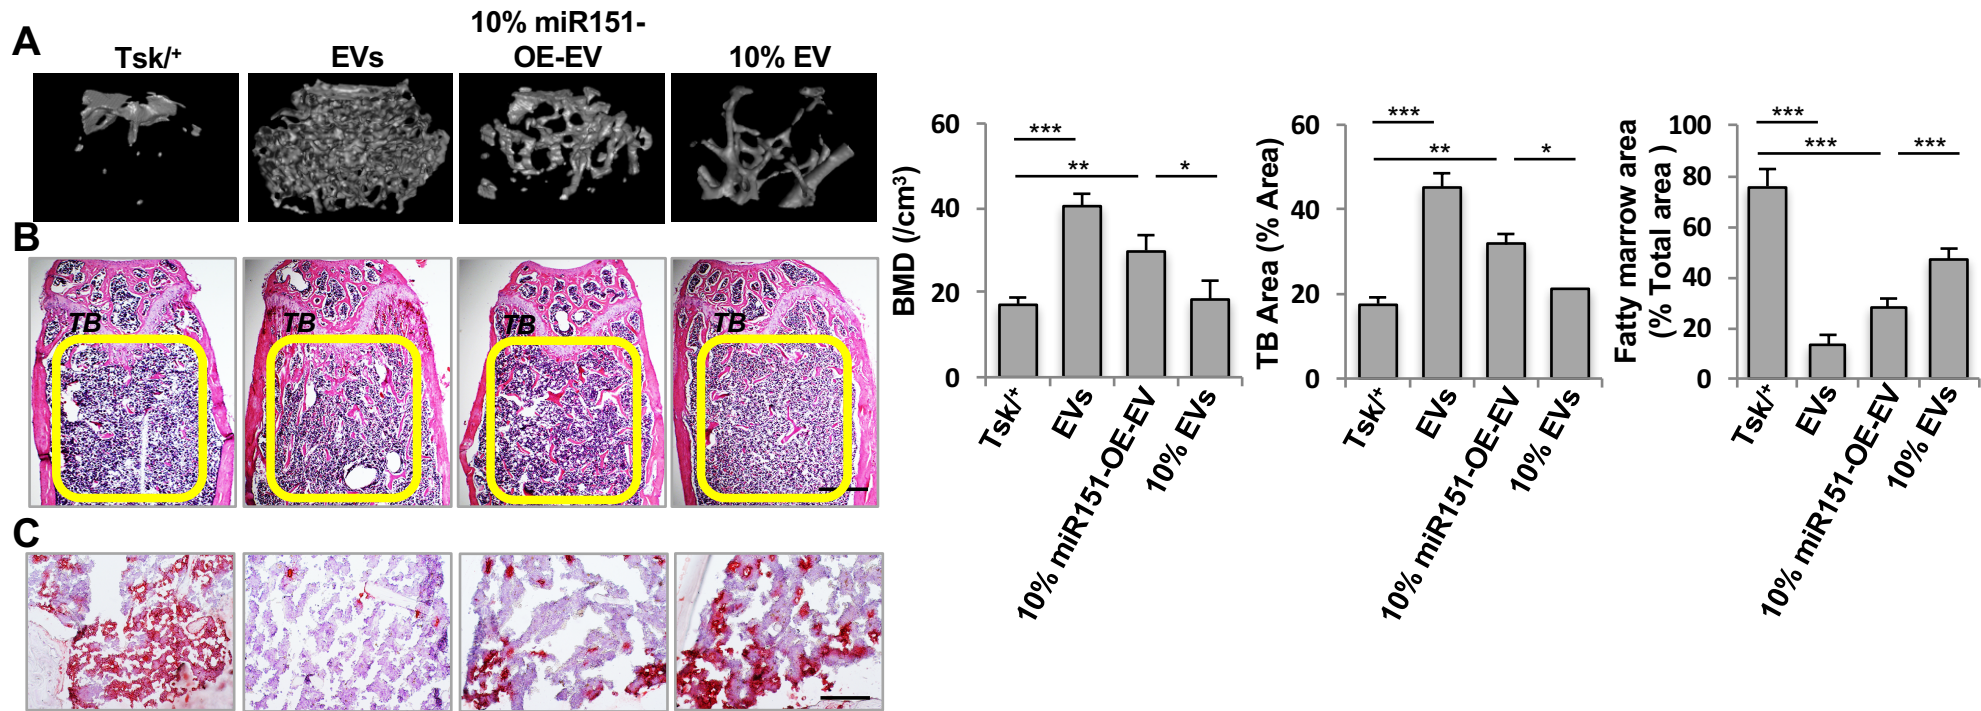 A
Tsk/+
EVs
10% miR151-
OE-EV
10% EV
B
TB
TB
TB
TB
C
BMD (/cm3)
60
40
20
0
***
**
*
Tsk/+
EVs
10% miR151-OE-EV
10% EVs
TB Area (% Area)
60
40
20
0
***
**
*
Tsk/+
EVs
10% miR151-OE-EV
10% EVs
Fatty marrow area
(% Total area )
100
80
60
40
20
0
***
***
***
Tsk/+
EVs
10% miR151-OE-EV
10% EVs